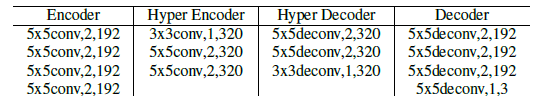 Encoder Hyper Encoder Hyper Decoder Decoder
5x5conv,2,192 3x3conv,1,320 5x5deconv,2,320 5x5deconv,2,192
5x5conv,2,192 5x5conv,2,320 5x5deconv,2,320 5x5deconv,2,192
5x5conv,2,192 5x5conv,2,320 3x3deconv,1,320 5x5deconv,2,192
5x5conv,2,192 5x5deconv,1,3